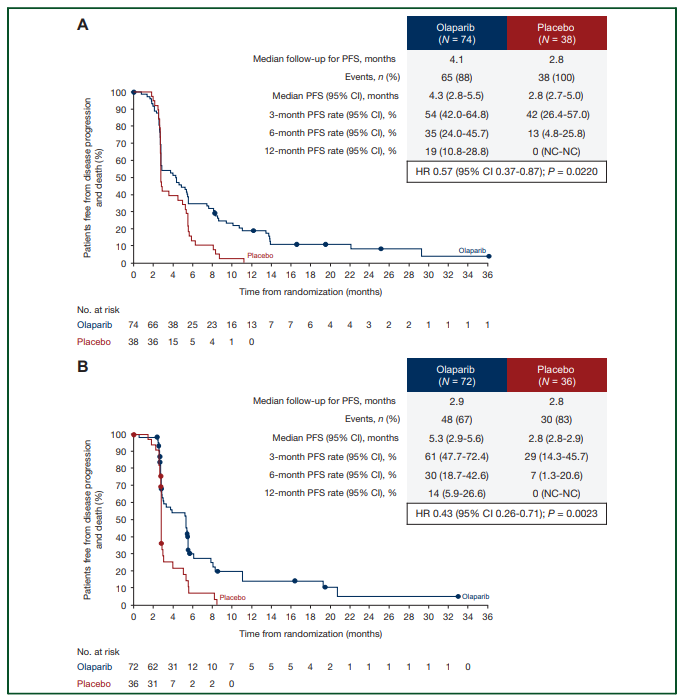 A
Olaparib Placebo
(N = 74) (N = 38)
Median follow-up for PFS, months 4.1 2.8
Events, n (%) 65 (88) 38 (100)
Median PFS (95% CI), months 4.3 (2.8-5.5) 2.8 (2.7-5.0)
3-month PFS rate (95% CI), % 54 (42.0-64.8) 42 (26.4-57.0)
6-month PFS rate (95% CI), % 35 (24.0-45.7) 13 (4.8-25.8)
12-month PFS rate (95% CI), % 19 (10.8-28.8) 0 (NC-NC)
HR 0.57 (95% CI 0.37-0.87); P = 0.0220
Patients free from disease progression
and death (%)
100
90
80
70
60
50
40
30
20
10
0
Olaparib
Placebo
0 2 4 6 8 10 12 14 16 18 20 22 24 26 28 30 32 34 36
Time from randomization (months)
No. at risk
Olaparib 74 66 38 25 23 16 13 7 7 6 4 4 3 2 2 1 1 1 1
Placebo 38 36 15 5 4 1 0
B
Olaparib Placebo
(N = 72) (N = 36)
Median follow-up for PFS, months 2.9 2.8
Events, n (%) 48 (67) 30 (83)
Median PFS (95% CI), months 5.3 (2.9-5.6) 2.8 (2.8-2.9)
3-month PFS rate (95% CI), % 61 (47.7-72.4) 29 (14.3-45.7)
6-month PFS rate (95% CI), % 30 (18.7-42.6) 7 (1.3-20.6)
12-month PFS rate (95% CI), % 14 (5.9-26.6) 0 (NC-NC)
HR 0.43 (95% CI 0.26-0.71); P = 0.0023
Patients free from disease progression
and death (%)
100
90
80
70
60
50
40
30
20
10
0
Placebo
Olaparib
0 2 4 6 8 10 12 14 16 18 20 22 24 26 28 30 32 34 36
Time from randomization (months)
No. at risk
Olaparib 72 62 31 12 10 7 5 5 5 4 2 1 1 1 1 1 1 0
Placebo 36 31 7 2 2 0